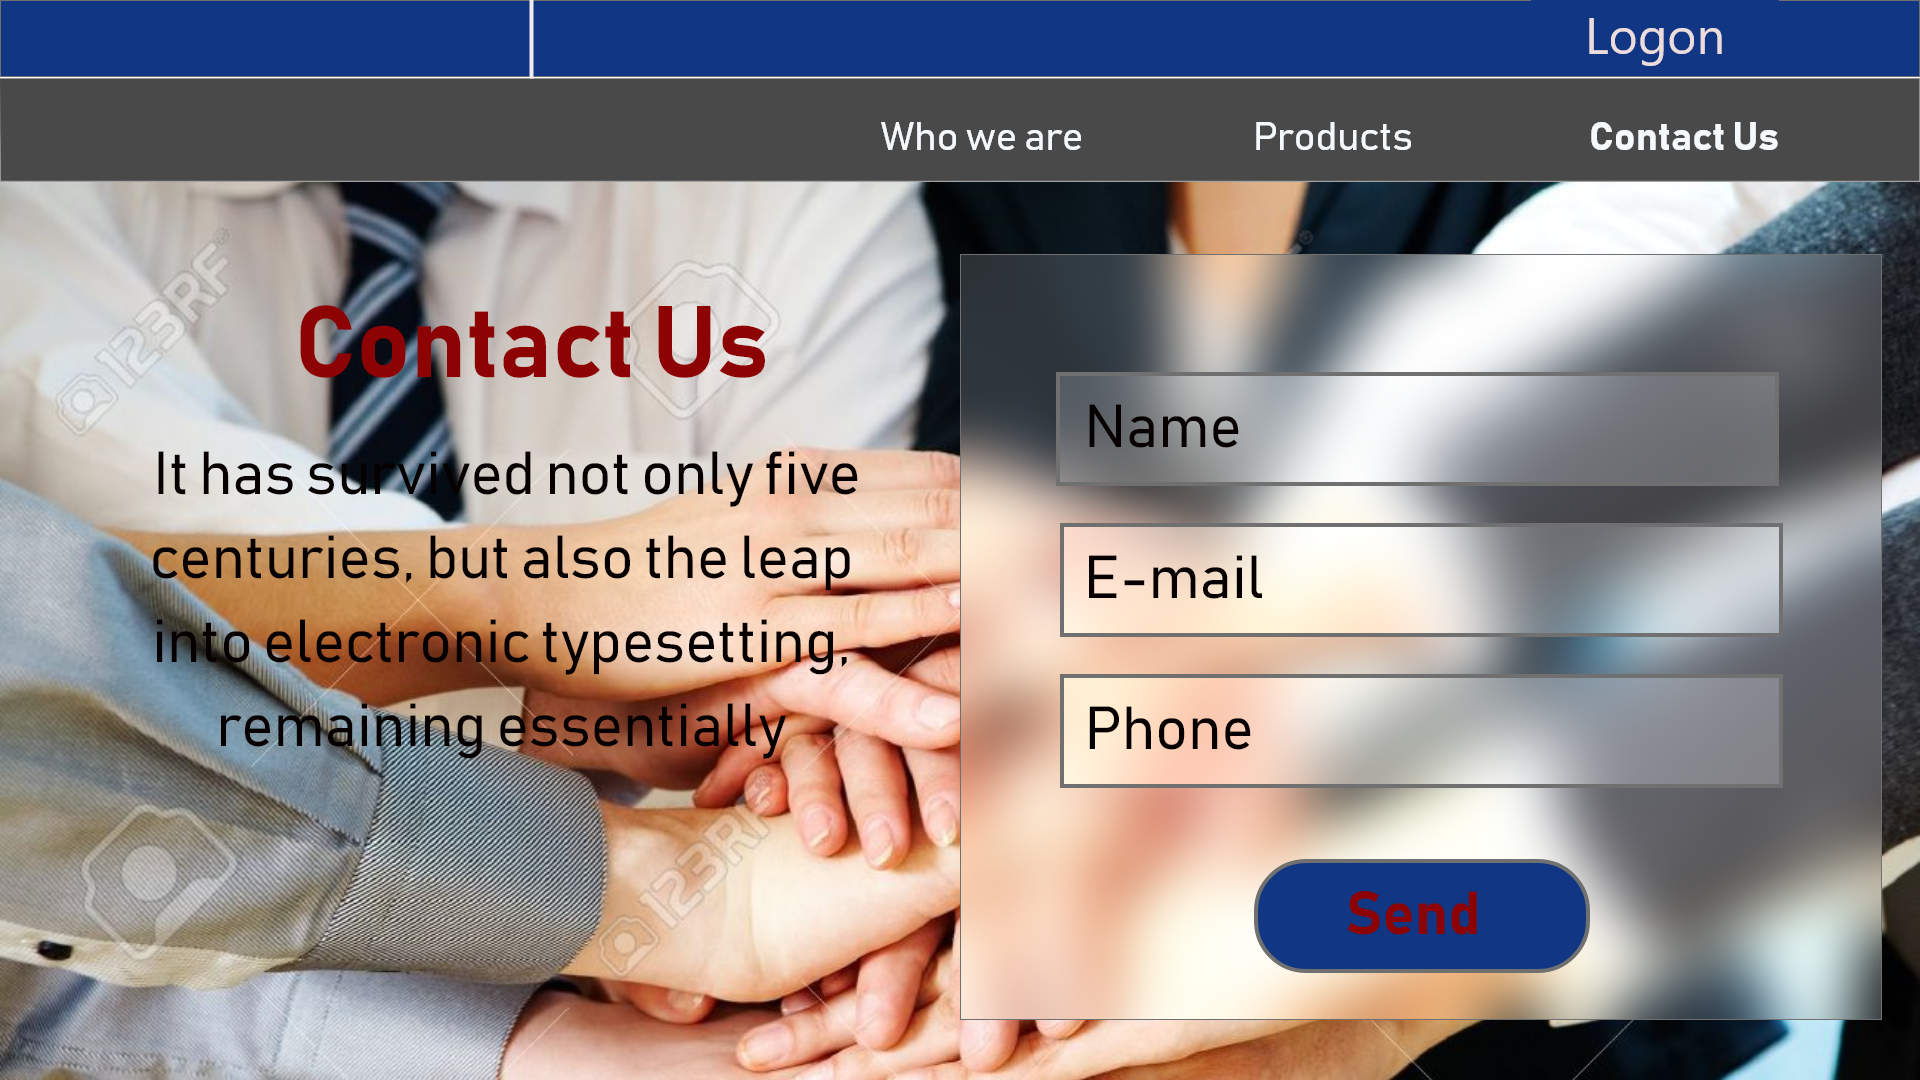 Logon
Who we are
Products
Contact Us
Contact Us
It has survived not only five
centuries, but also the leap
into electronic typesetting,
remaining essentially
Name
E-mail
Phone
Send
123RF
123RF